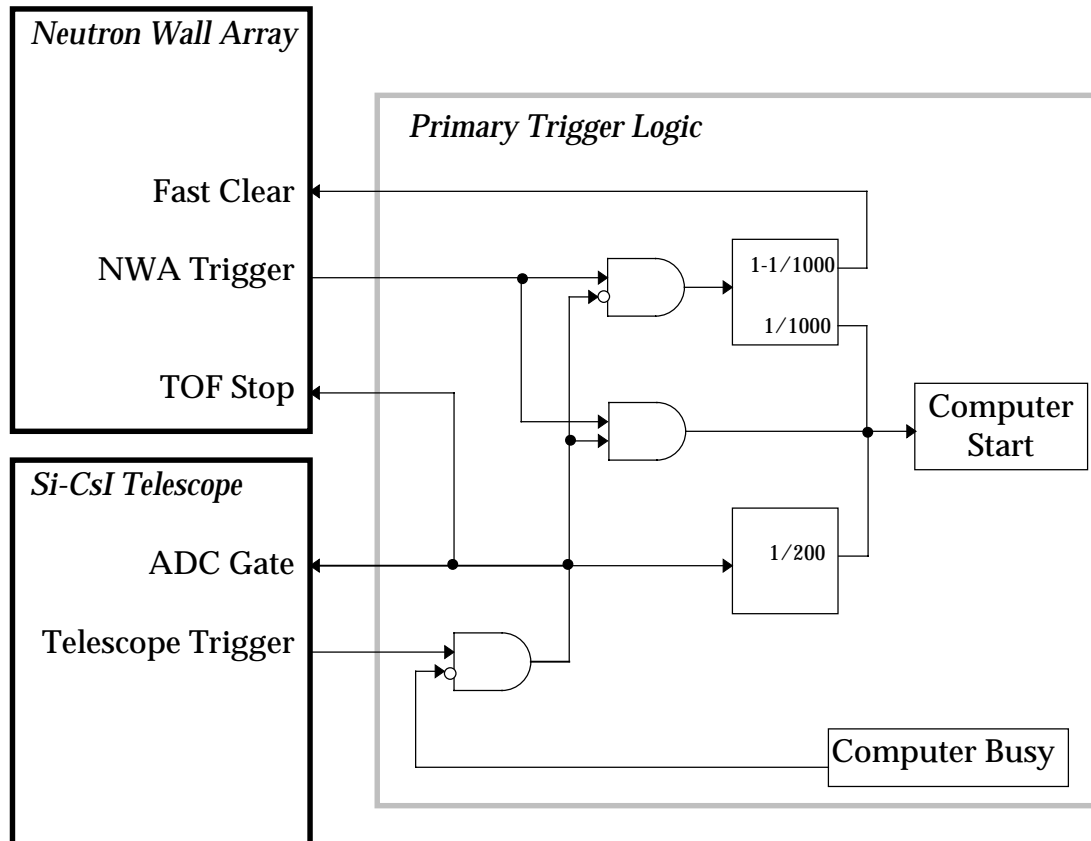 Neutron Wall Array
Primary Trigger Logic
Fast Clear
NWA Trigger
1-1/1000
1/1000
TOF Stop
Computer
Start
Si-CsI Telescope
ADC Gate
1/200
Telescope Trigger
Computer Busy